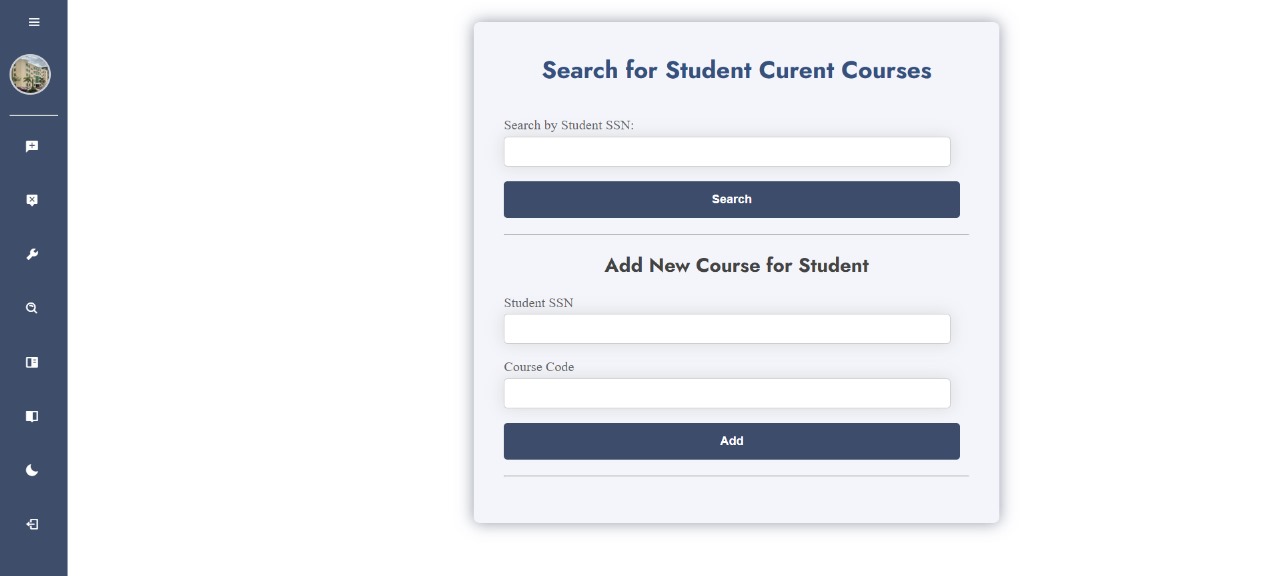 Search for Student Curent Courses
Search by Student SSN:
Search
Add New Course for Student
Student SSN
Course Code
Add